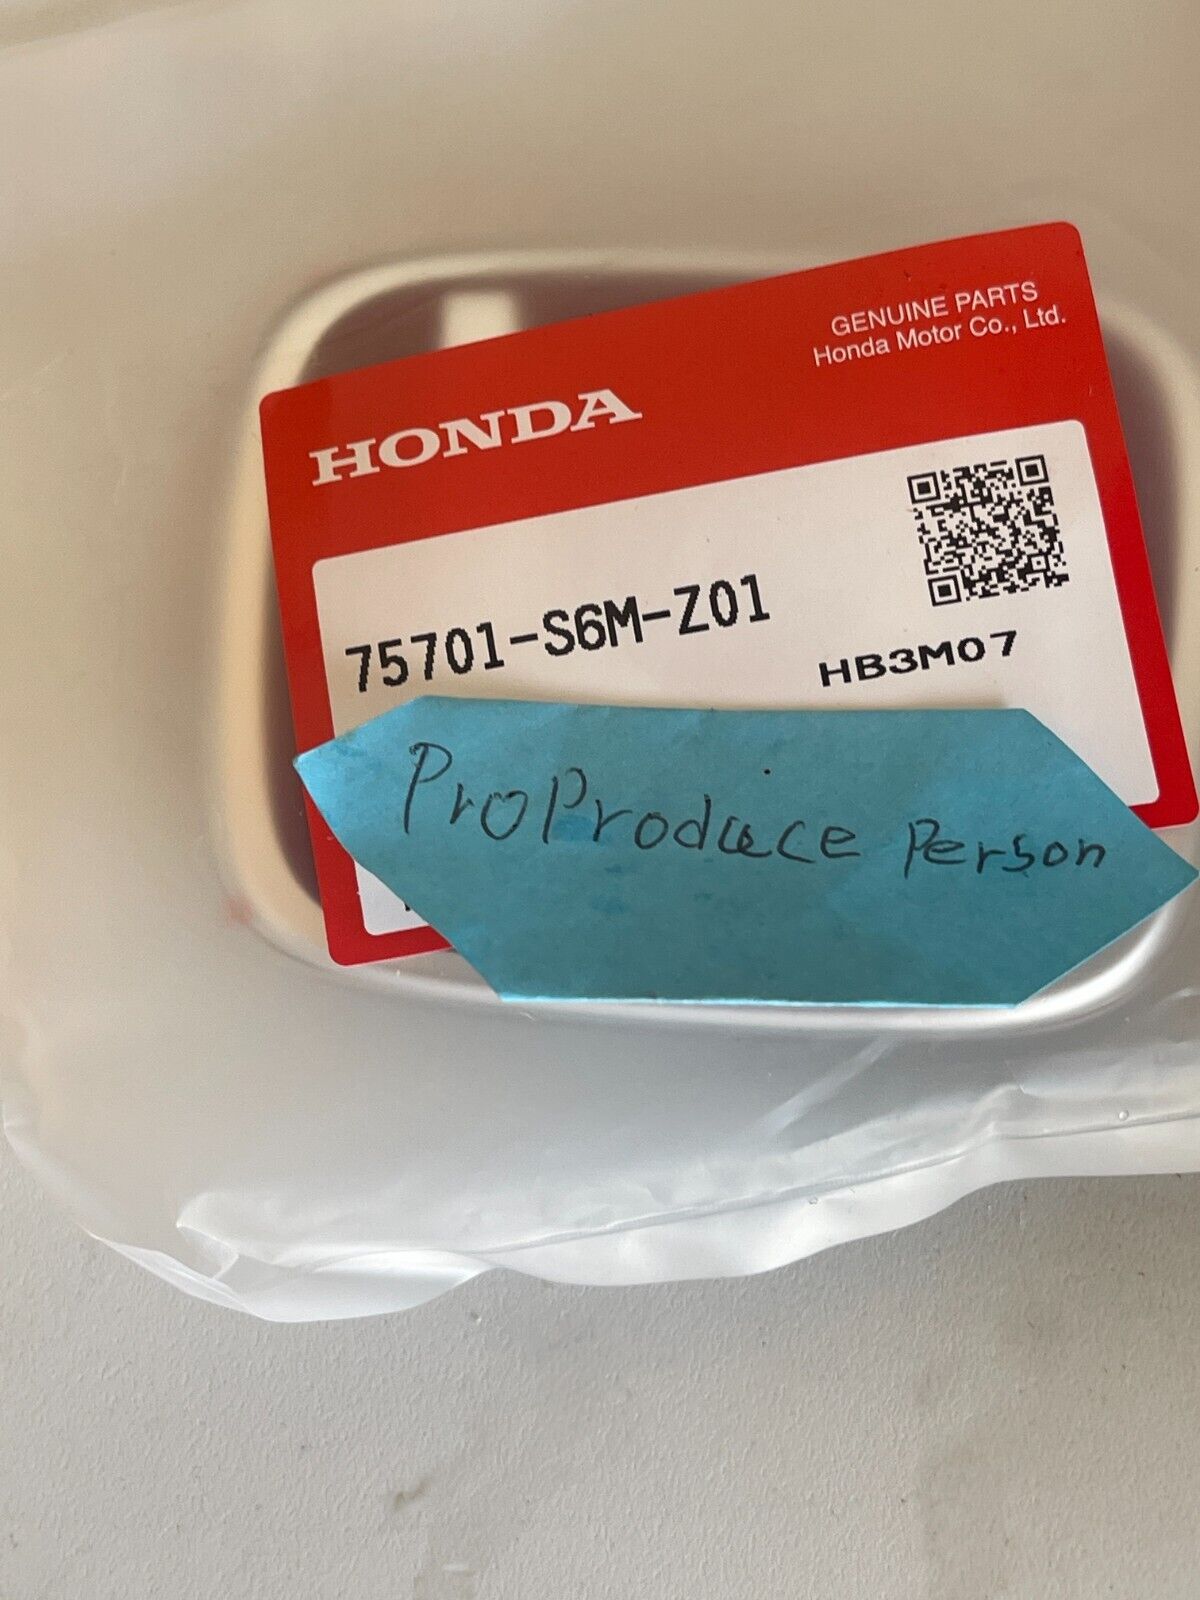 GENUINE PARTS
Honda Motor Co., Ltd.
HONDA
75701-S6M-Z01
HB3M07
ProProduce Person